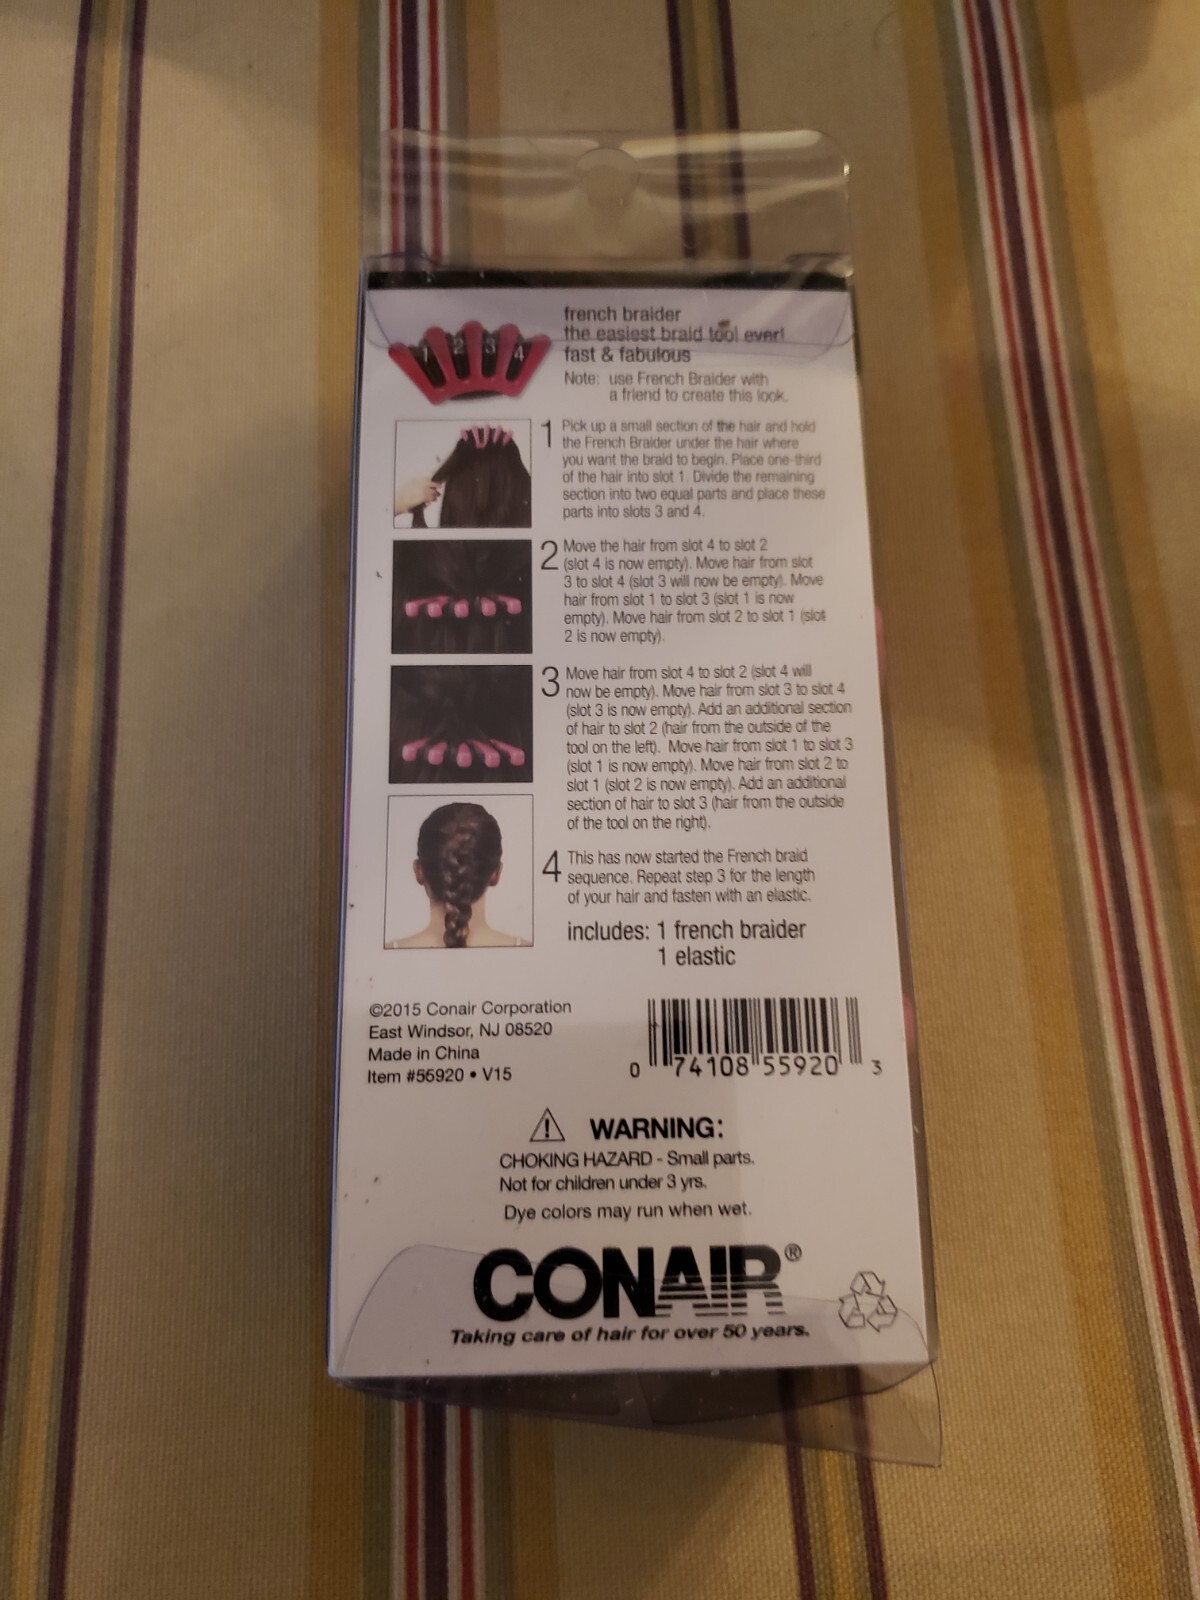 1 2 3 4
french braider
the easiest braid tool ever!
fast & fabulous
Note: use French Braider with
a friend to create this look.
1 Pick up a small section of the hair and hold
the French Braider under the hair where
you want the braid to begin. Place one-third
of the hair into slot 1. Divide the remaining
section into two equal parts and place these
parts into slots 3 and 4.
2 Move the hair from slot 4 to slot 2
(slot 4 is now empty). Move hair from slot
3 to slot 4 (slot 3 will now be empty). Move
hair from slot 1 to slot 3 (slot 1 is now
empty). Move hair from slot 2 to slot 1 (slot
2 is now empty).
3 Move hair from slot 4 to slot 2 (slot 4 will
now be empty). Move hair from slot 3 to slot 4
(slot 3 is now empty). Add an additional section
of hair to slot 2 (hair from the outside of the
tool on the left). Move hair from slot 1 to slot 3
(slot 1 is now empty). Move hair from slot 2 to
slot 1 (slot 2 is now empty). Add an additional
section of hair to slot 3 (hair from the outside
of the tool on the right).
4 This has now started the French braid
sequence. Repeat step 3 for the length
of your hair and fasten with an elastic.
includes: 1 french braider
1 elastic
©2015 Conair Corporation
East Windsor, NJ 08520
Made in China
Item #55920 • V15
0 74108 55920 3
WARNING:
CHOKING HAZARD - Small parts.
Not for children under 3 yrs.
Dye colors may run when wet.
CONAIR®
Taking care of hair for over 50 years.